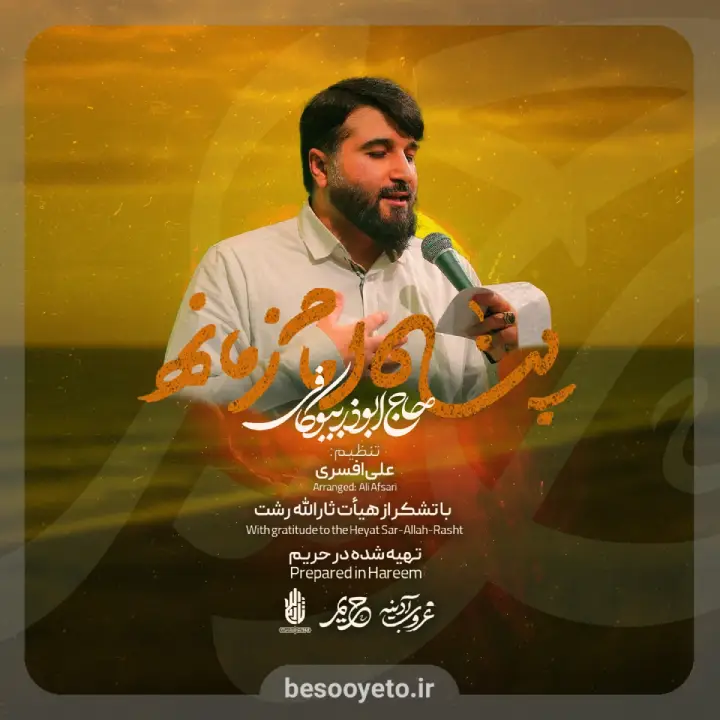 پناه امام زمانه
حاج ابوذر بیوکافی
تنظیم:
علی افسری
Arranged: Ali Afsari
با تشکر از هیأت ثارالله رشت
With gratitude to the Heyat Sar-Allah-Rasht
تهیه شده در حریم
Prepared in Hareem
غروب آدینه
حریم
besooyeto.ir